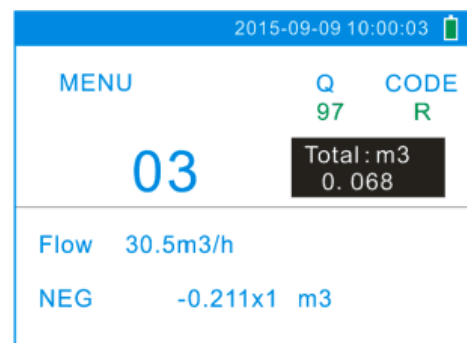 2015-09-09 10:00:03
MENU Q CODE
97 R
03 Total:m3
0.068
Flow 30.5m3/h
NEG -0.211x1 m3